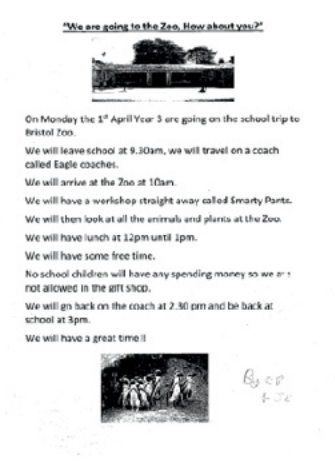 "We are going to the Zoo, How about you?"
On Monday the 1st April Year 3 are going on the school trip to
Bristol Zoo.
We will leave school at 9.30am, we will travel on a coach
called Eagle coaches.
We will arrive at the Zoo at 10am.
We will have a workshop straight away called Smarty Pants.
We will then look at all the animals and plants at the Zoo.
We will have lunch at 12pm until 1pm.
We will have some free time.
No school children will have any spending money so we are
not allowed in the gift shop.
We will go back on the coach at 2.30 pm and be back at
school at 3pm.
We will have a great time!!
By